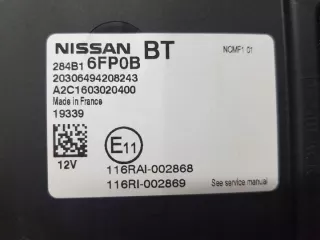 NISSAN BT NCMF1 01
284B1 6FP0B
20306494208243
A2C1603020400
Made in France
19339
12V
E11
116RAI-002868
116RI-002869 See service manual